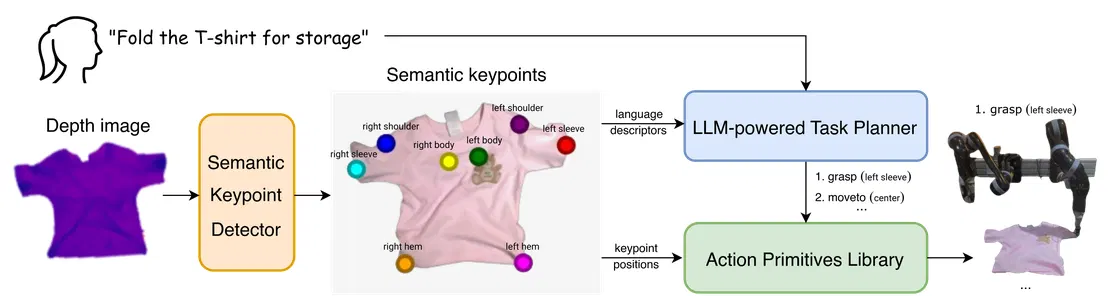 "Fold the T-shirt for storage"
Depth image
Semantic
Keypoint
Detector
Semantic keypoints
left shoulder
right shoulder
left sleeve
right body
left body
right sleeve
right hem
left hem
language
descriptors
keypoint
positions
LLM-powered Task Planner
1. grasp (left sleeve)
2. moveto (center)
...
Action Primitives Library
1. grasp (left sleeve)
...